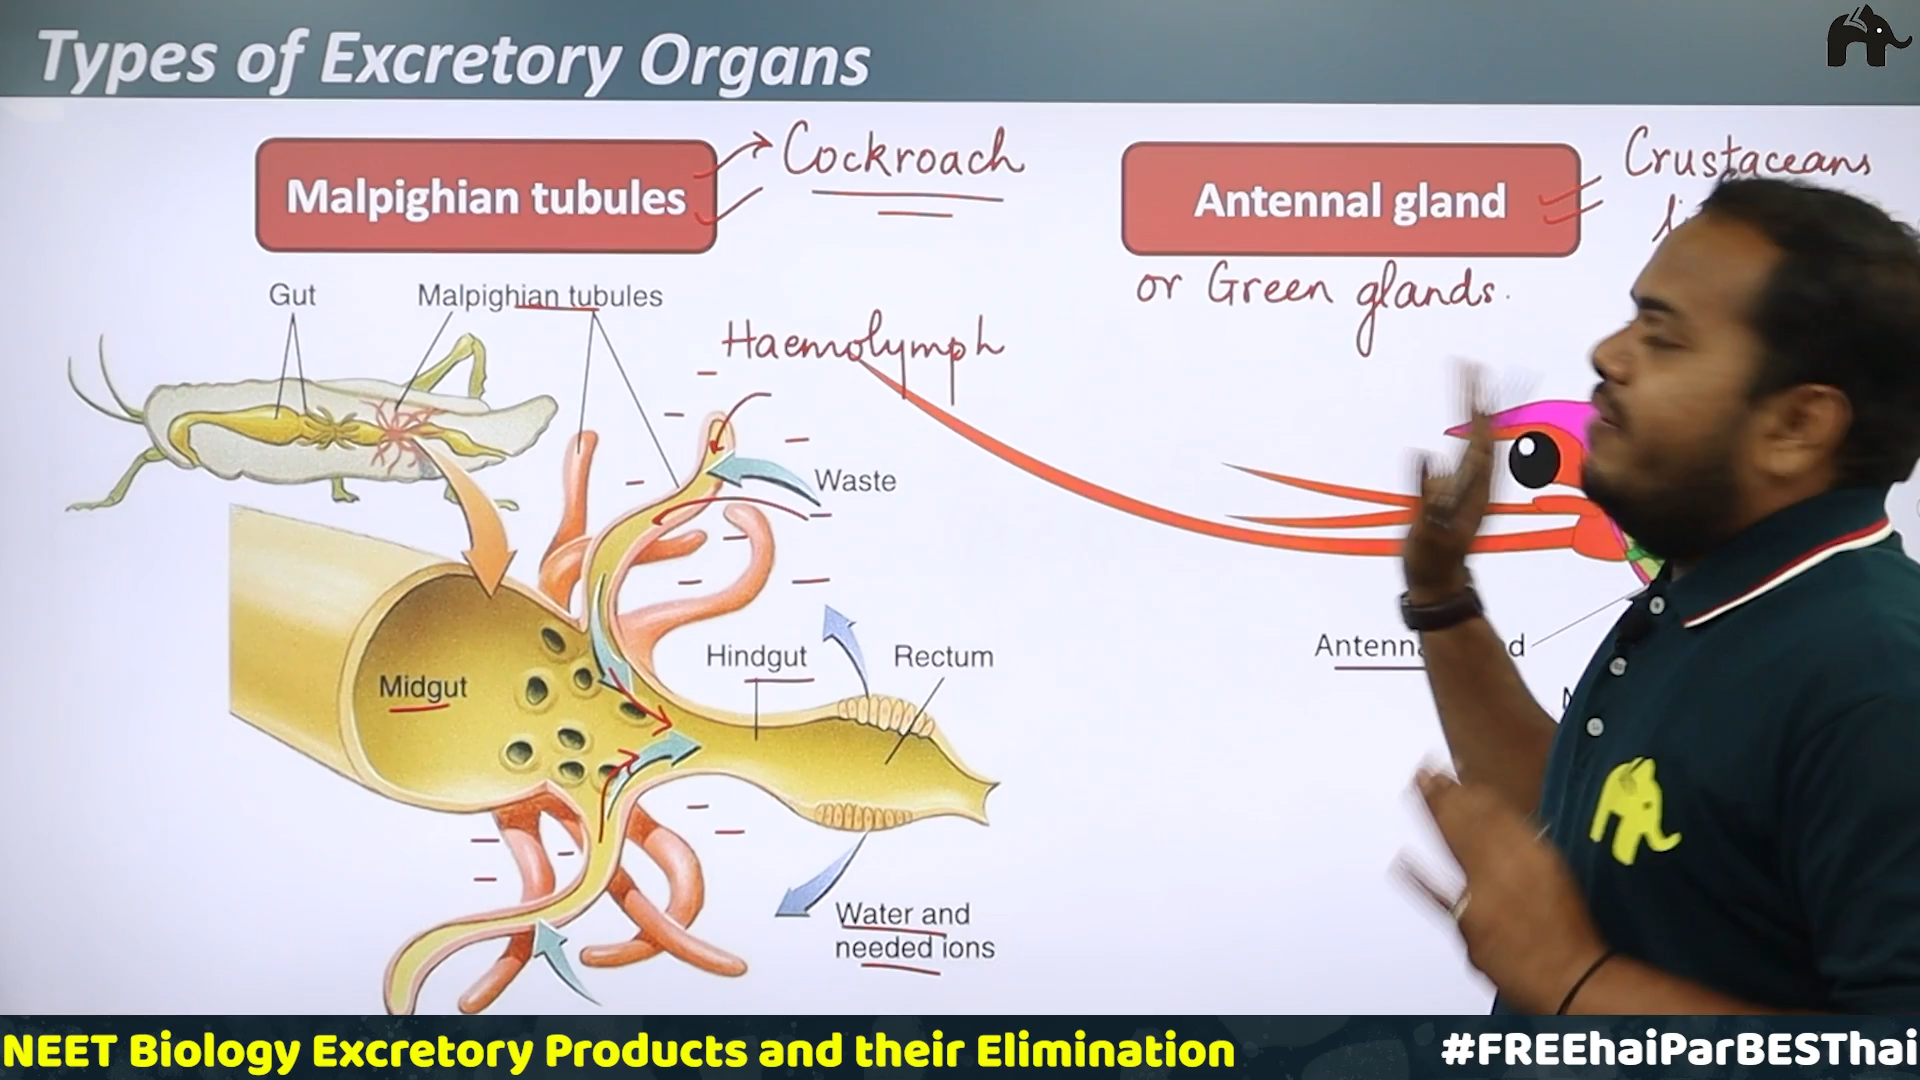 Types of Excretory Organs
Malpighian tubules
Cockroach
Antennal gland
Crustaceans
or Green glands.
Gut
Malpighian tubules
Haemolymph
Waste
Midgut
Hindgut
Rectum
Water and
needed ions
NEET Biology Excretory Products and their Elimination
#FREEhaiParBESThai